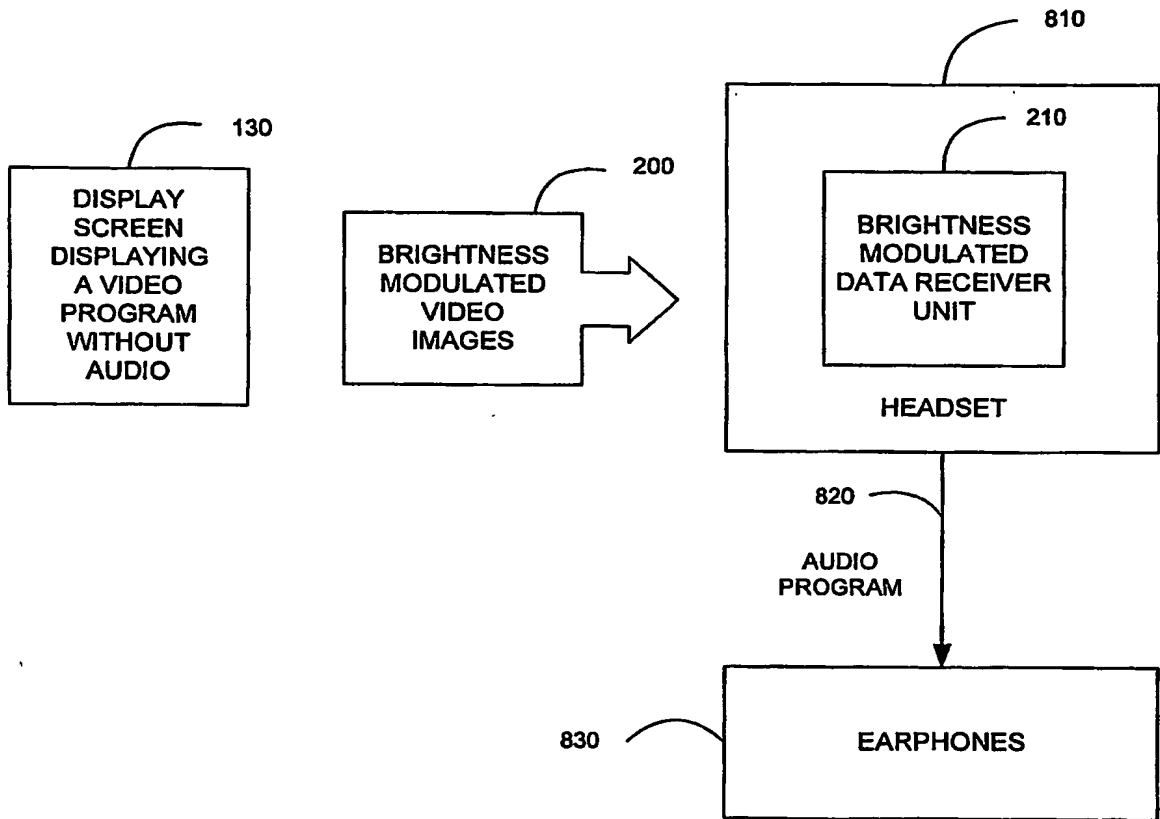 810
130
210
200
DISPLAY
SCREEN
DISPLAYING
A VIDEO
PROGRAM
WITHOUT
AUDIO
BRIGHTNESS
MODULATED
VIDEO
IMAGES
BRIGHTNESS
MODULATED
DATA RECEIVER
UNIT
HEADSET
820
AUDIO
PROGRAM
830
EARPHONES